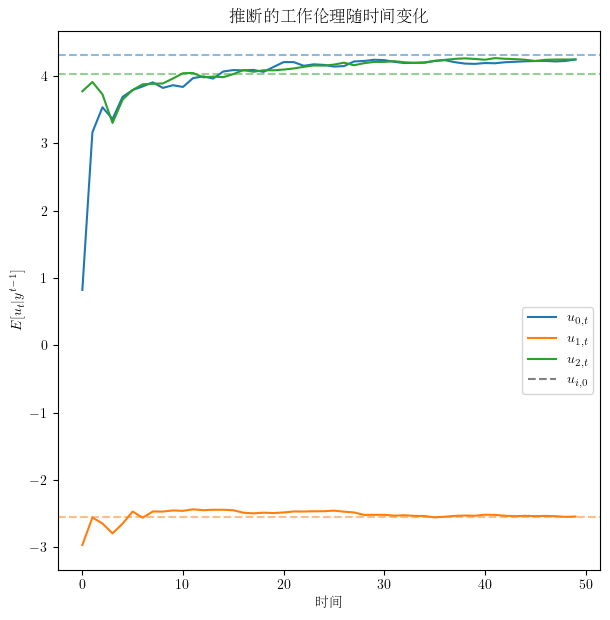 推断的工作伦理随时间变化
4
3
2
1
0
−1
−2
−3
E[u_t|y^{t−1}]
u_{0,t}
u_{1,t}
u_{2,t}
u_{i,0}
0 10 20 30 40 50
时间